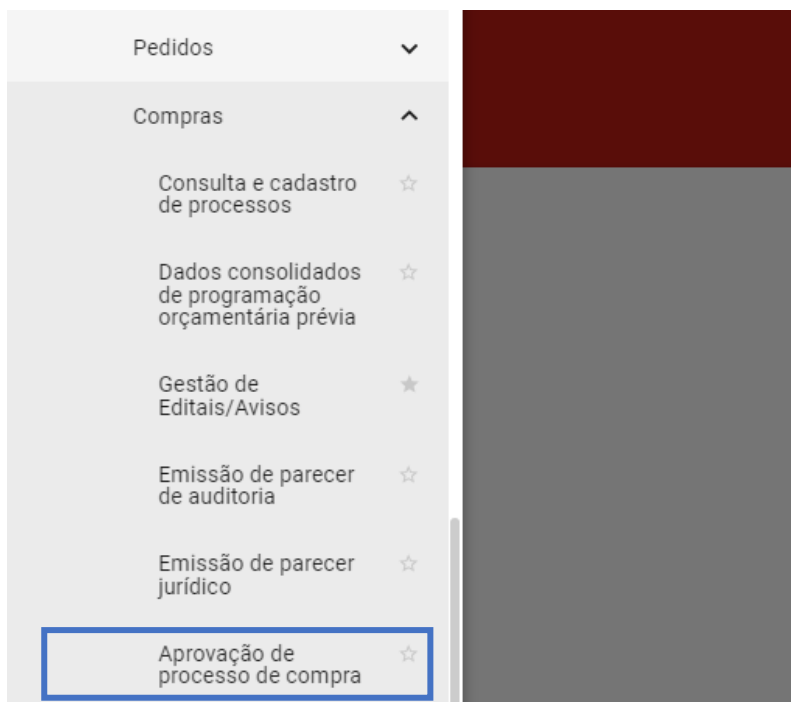 Pedidos
Compras
Consulta e cadastro
de processos
Dados consolidados
de programação
orçamentária prévia
Gestão de
Editais/Avisos
Emissão de parecer
de auditoria
Emissão de parecer
jurídico
Aprovação de
processo de compra